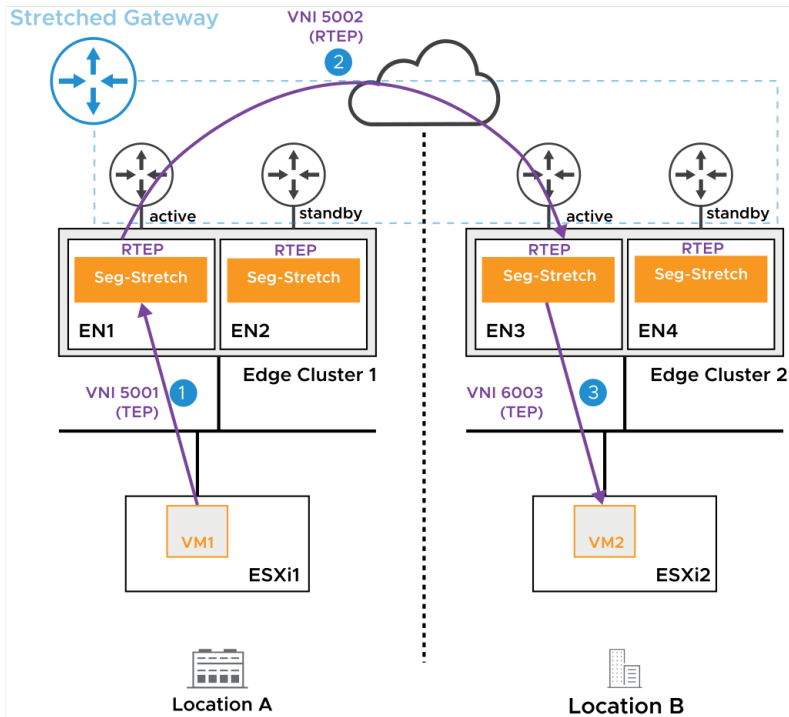 Stretched Gateway
VNI 5002
(RTEP)
2
active
standby
active
standby
RTEP
Seg-Stretch
EN1
RTEP
Seg-Stretch
EN2
RTEP
Seg-Stretch
EN3
RTEP
Seg-Stretch
EN4
Edge Cluster 1
Edge Cluster 2
VNI 5001
(TEP)
1
VNI 6003
(TEP)
3
VM1
ESXi1
VM2
ESXi2
Location A
Location B